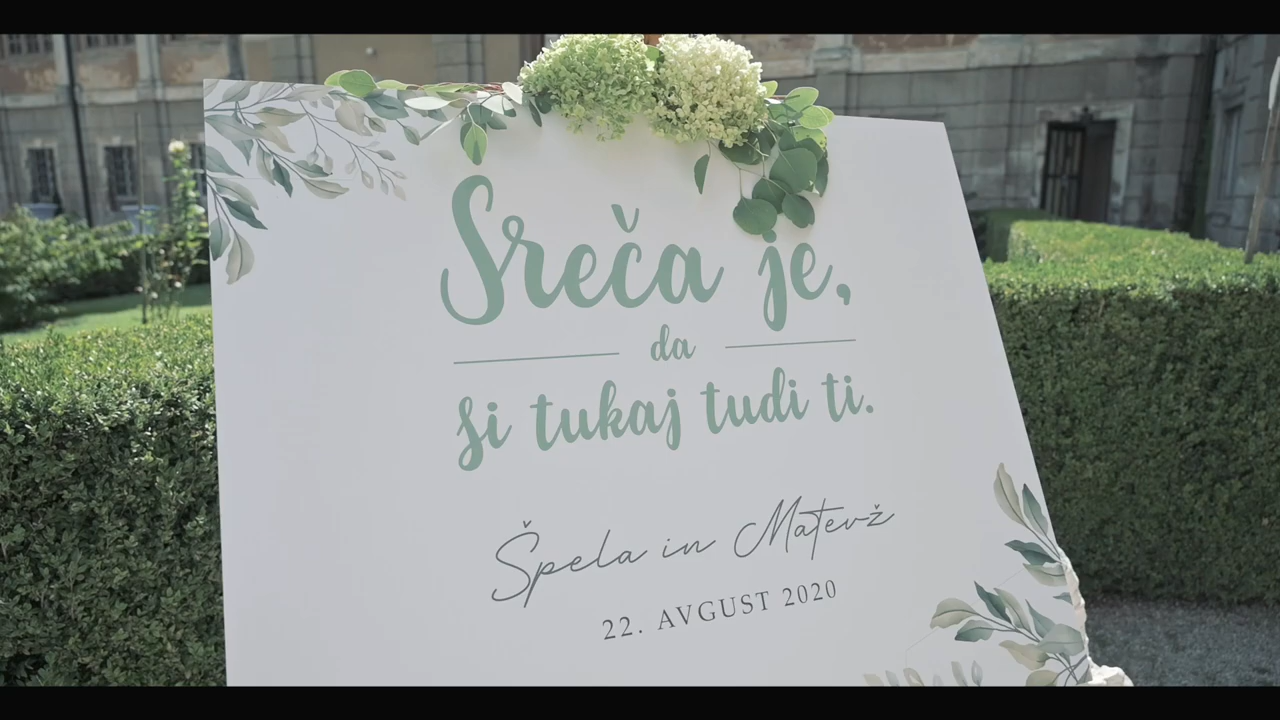 Sreča je,
da
si tukaj tudi ti.
Špela in Matevž
22. AVGUST 2020